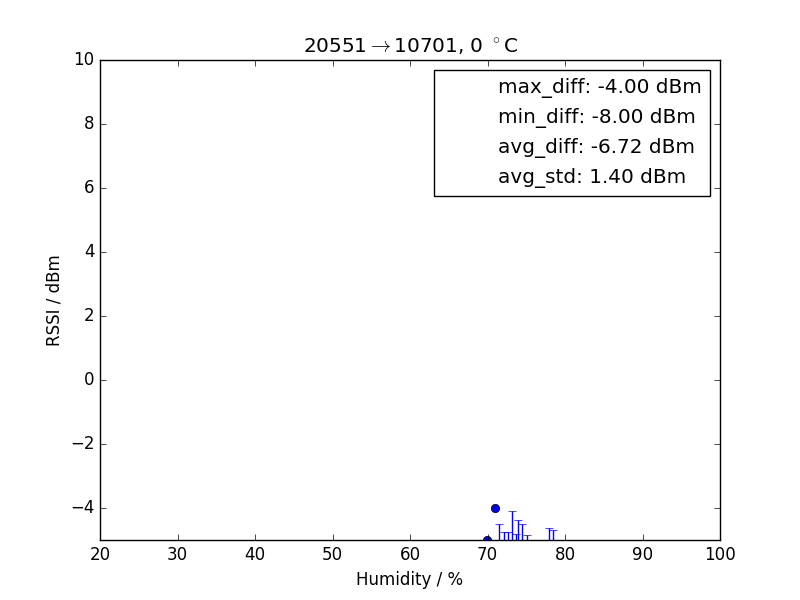 20551→10701, 0 °C
max_diff: -4.00 dBm
min_diff: -8.00 dBm
avg_diff: -6.72 dBm
avg_std: 1.40 dBm
RSSI / dBm
10
8
6
4
2
0
−2
−4
20 30 40 50 60 70 80 90 100
Humidity / %